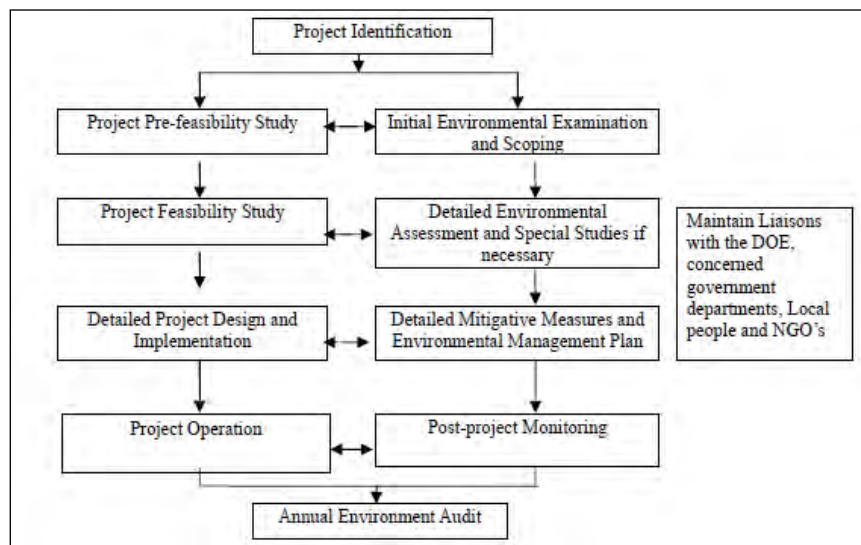 Project Identification
Project Pre-feasibility Study
Initial Environmental Examination
and Scoping
Project Feasibility Study
Detailed Environmental
Assessment and Special Studies if
necessary
Maintain Liaisons
with the DOE,
concerned
government
departments, Local
people and NGO's
Detailed Project Design and
Implementation
Detailed Mitigative Measures and
Environmental Management Plan
Project Operation
Post-project Monitoring
Annual Environment Audit